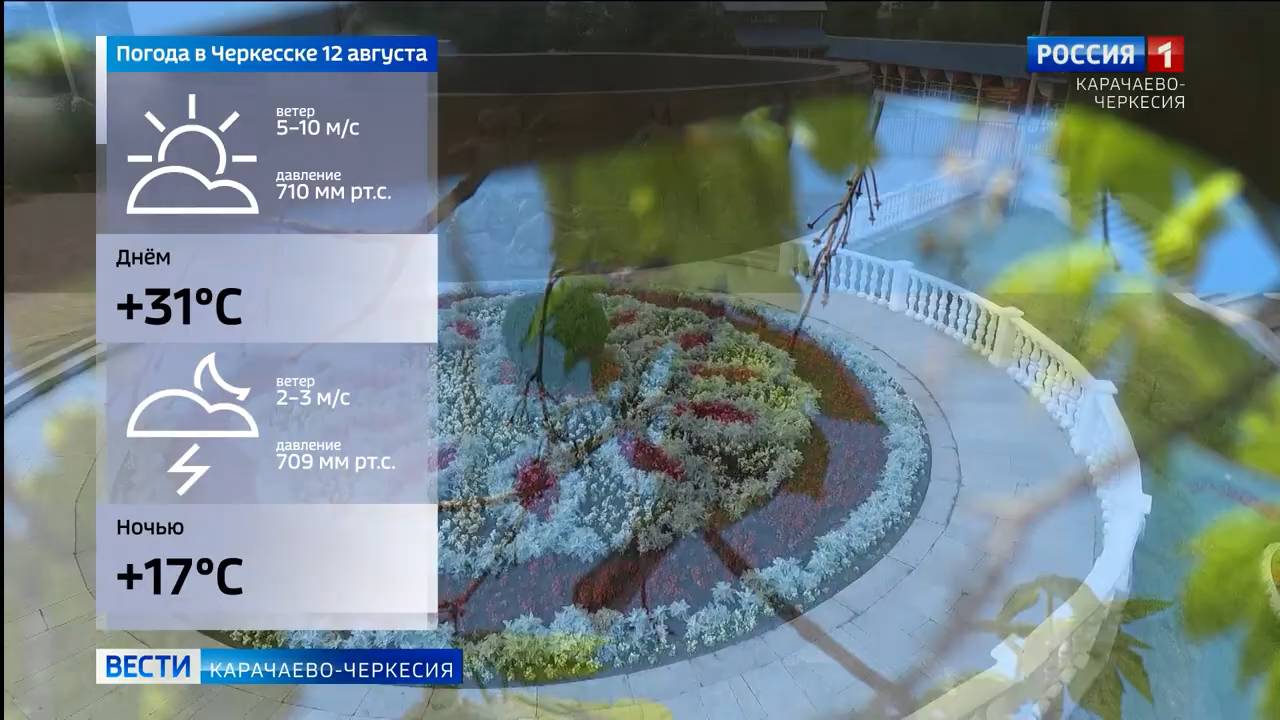 Погода в Черкесске 12 августа
РОССИЯ 1
КАРАЧАЕВО-
ЧЕРКЕСИЯ
ветер
5–10 м/с
давление
710 мм рт.с.
Днём
+31°C
ветер
2–3 м/с
давление
709 мм рт.с.
Ночью
+17°C
ВЕСТИ КАРАЧАЕВО-ЧЕРКЕСИЯ